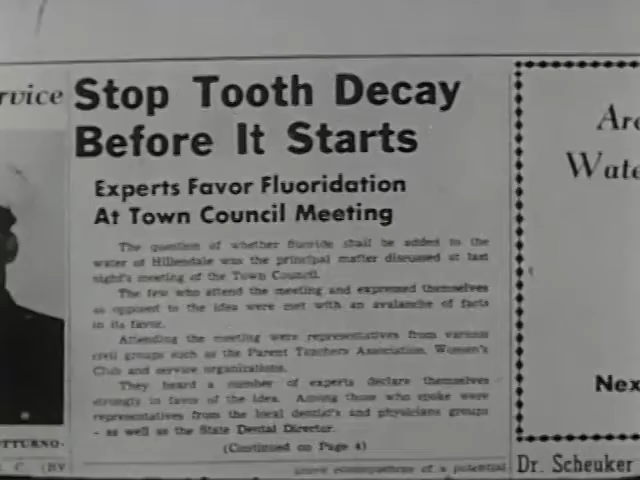 rvice
Stop Tooth Decay
Before It Starts
Experts Favor Fluoridation
At Town Council Meeting
The question of whether fluoride shall be added to the
water of Hillendale was the principal matter discussed at last
night's meeting of the Town Council.
The few who attend the meeting and expressed themselves
as opposed to the idea were met with an avalanche of facts
in its favor.
Attending the meeting were representatives from various
civil groups such as the Parent Teachers Association, Women's
Club and service organizations.
They heard a number of experts declare themselves
strongly in favor of the idea. Among those who spoke were
representatives from the local dentist's and physicians groups
- as well as the State Dental Director.
(Continued on Page 4)
of a potential
OTTURNO-
. C. (BY
Are
Wate
Nex
Dr. Scheuker